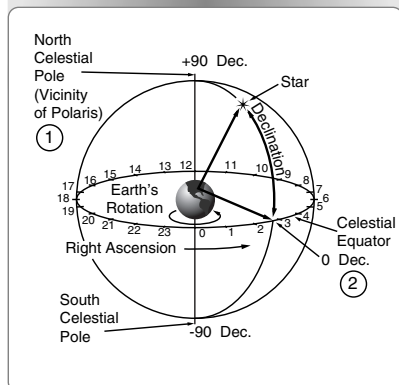 North
Celestial
Pole
(Vicinity
of Polaris)
1
+90 Dec.
Star
Declination
12
11
10
9
8
7
6
5
4
3
2
1
0
23
22
21
20
19
18
17
16
15
14
13
Earth's
Rotation
Right Ascension
Celestial
Equator
0 Dec.
2
South
Celestial
Pole
-90 Dec.